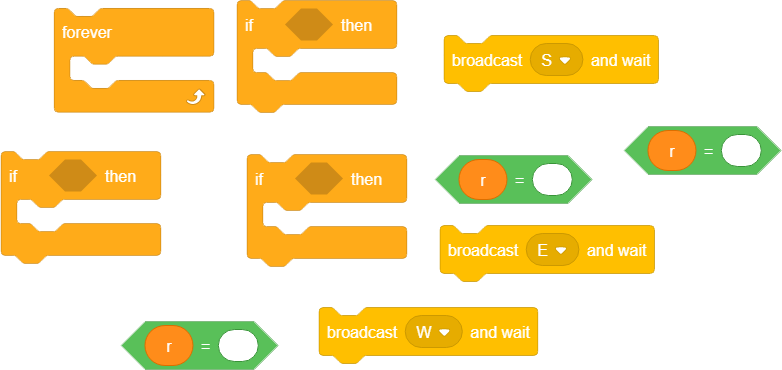 forever
if then
broadcast S and wait
r =
if then
if then
r =
broadcast E and wait
broadcast W and wait
r =